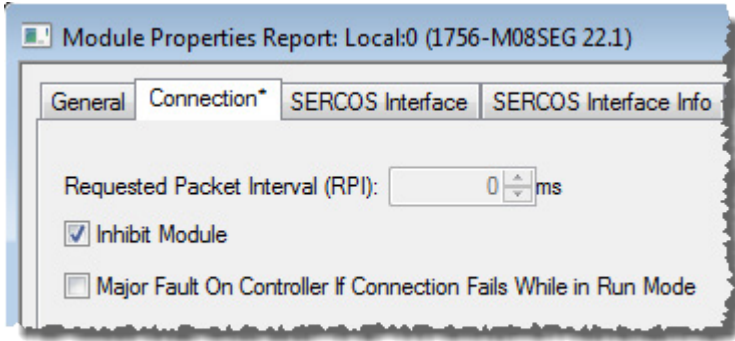 Module Properties Report: Local:0 (1756-M08SEG 22.1)
General Connection* SERCOS Interface SERCOS Interface Info
Requested Packet Interval (RPI): 0 ms
Inhibit Module
Major Fault On Controller If Connection Fails While in Run Mode